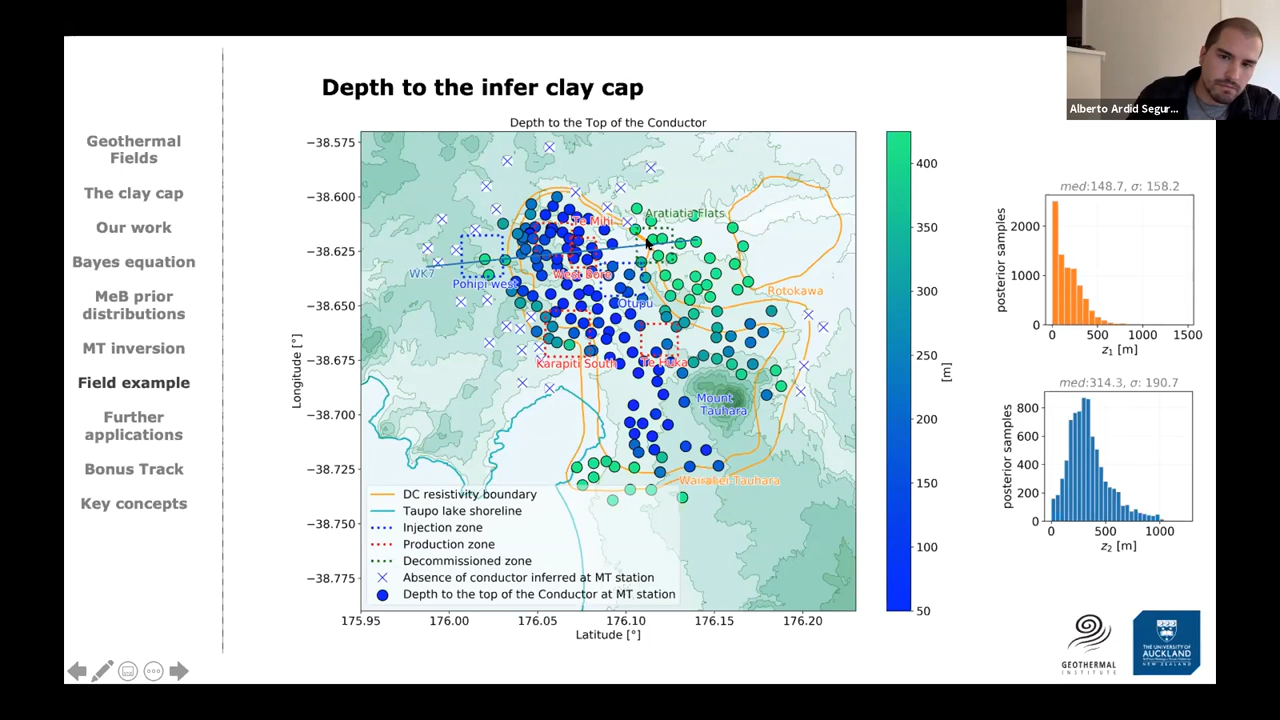 Alberto Ardid Segur...
Depth to the infer clay cap
Geothermal
Fields
The clay cap
Our work
Bayes equation
MeB prior
distributions
MT inversion
Field example
Further
applications
Bonus Track
Key concepts
Depth to the Top of the Conductor
−38.575
−38.600
−38.625
−38.650
−38.675
−38.700
−38.725
−38.750
−38.775
Longitude [°]
175.95
176.00
176.05
176.10
176.15
176.20
Latitude [°]
Te Mihi
Aratiatia Flats
WK7
Pohipi west
West Bore
Otupu
Rotokawa
Karapiti South
Te Huka
Mount
Tauhara
Wairakei-Tauhara
DC resistivity boundary
Taupo lake shoreline
Injection zone
Production zone
Decommissioned zone
Absence of conductor inferred at MT station
Depth to the top of the Conductor at MT station
400
350
300
250
200
150
100
50
[m]
med:148.7, σ: 158.2
posterior samples
2000
1000
0
0
500
1000
1500
z₁ [m]
med:314.3, σ: 190.7
posterior samples
800
600
400
200
0
0
500
1000
z₂ [m]
GEOTHERMAL
INSTITUTE
THE UNIVERSITY OF
AUCKLAND
NEW ZEALAND